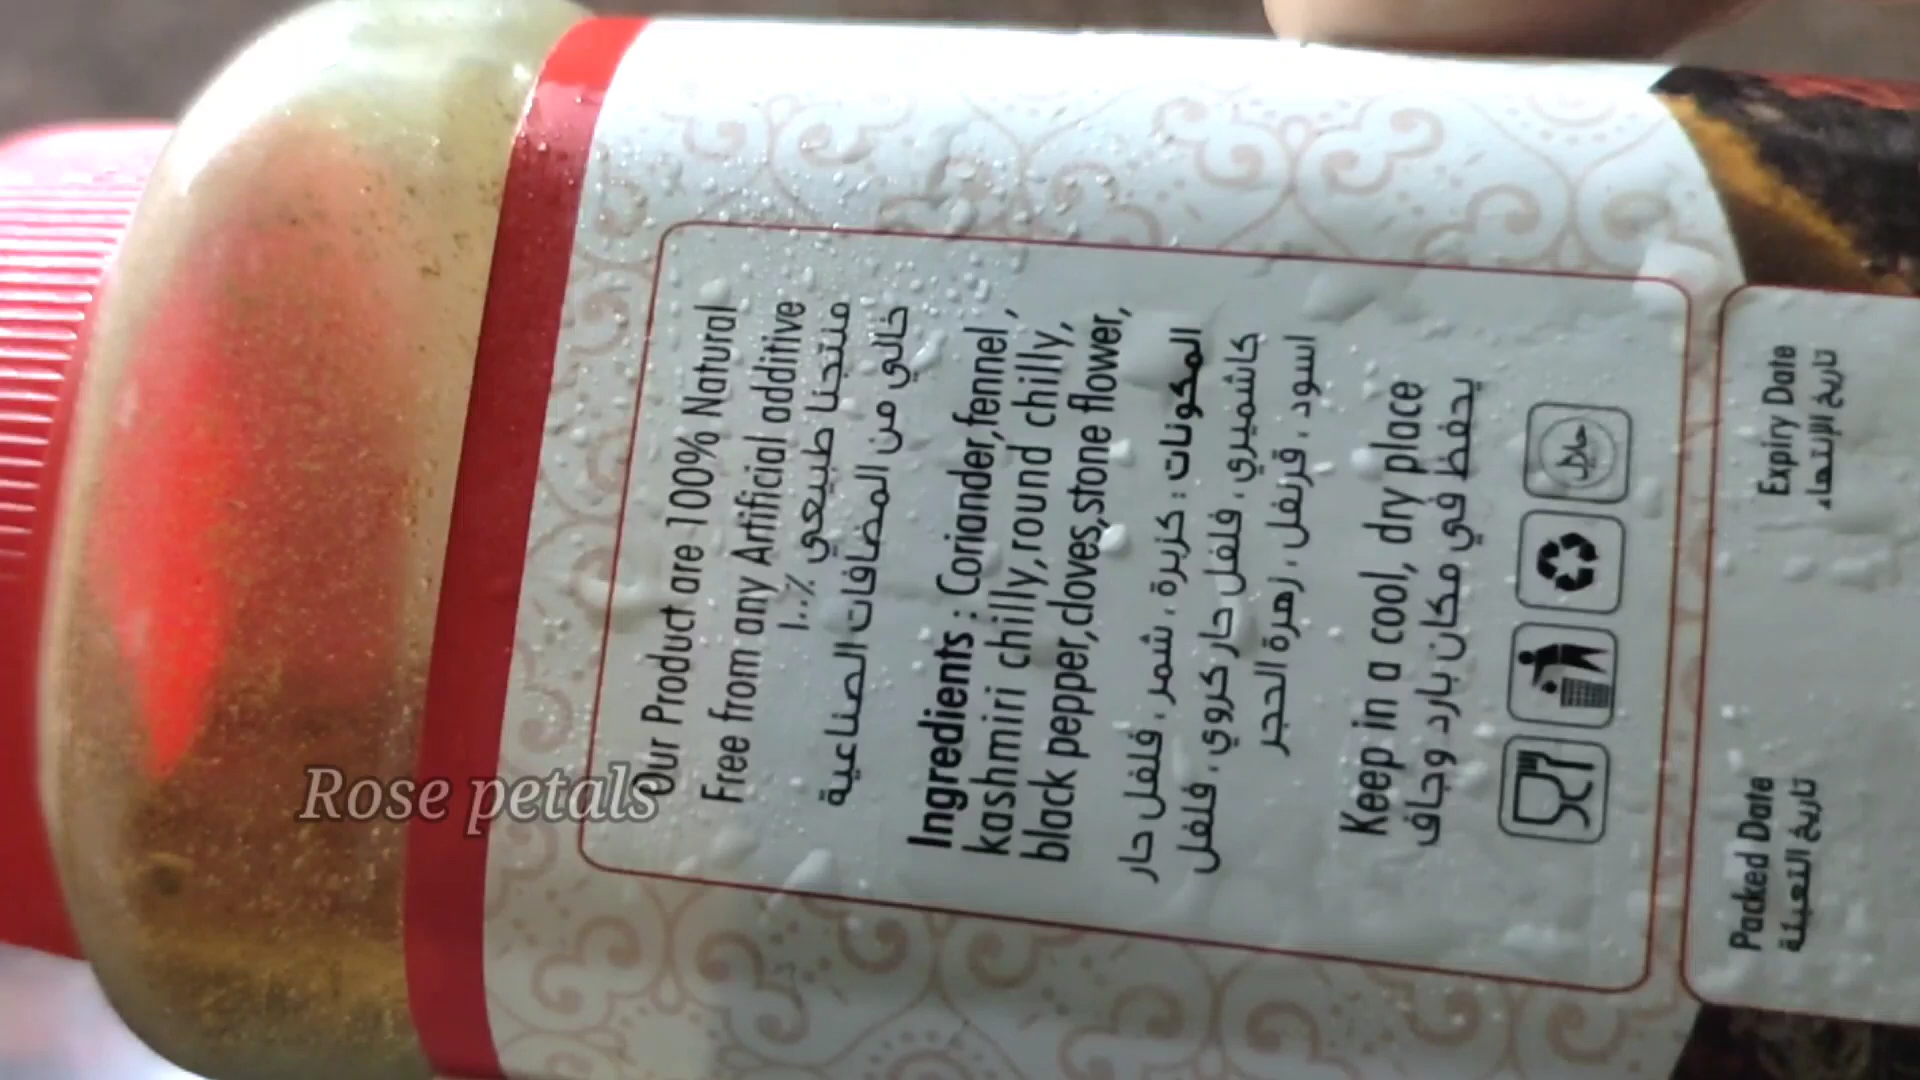 Our Product are 100% Natural
Free from any Artificial additive
منتجنا طبيعي ٪١٠٠
خالي من المضافات الصناعية
Ingredients : Coriander,fennel ,
kashmiri chilly,round chilly,
black pepper,cloves,stone flower,
المكونات : كزبرة ، شمر ، فلفل حار
كاشميري ، فلفل حار كروي ، فلفل
اسود ، قرنفل ، زهرة الحجر
Keep in a cool, dry place
يحفظ في مكان بارد وجاف
حلال
Packed Date
تاريخ التعبئة
Expiry Date
تاريخ الإنتهاء
Rose petals